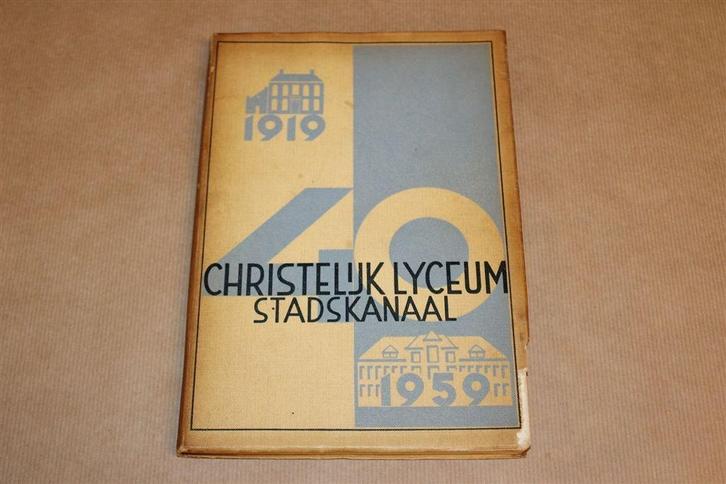 1919
40
CHRISTELIJK LYCEUM
STADSKANAAL
1959